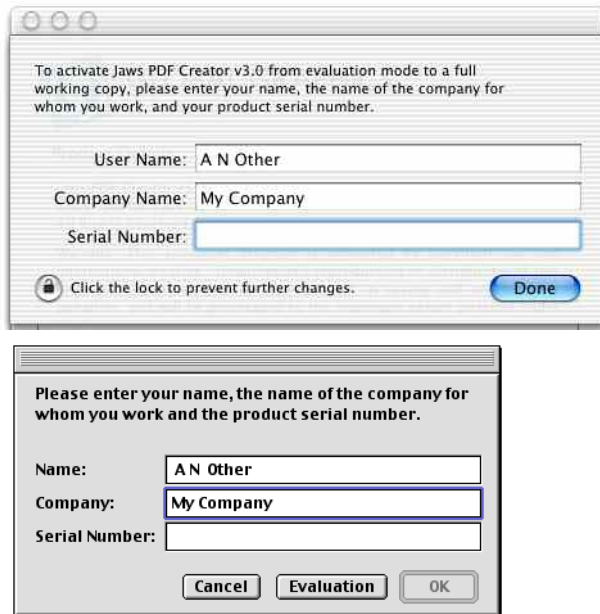 To activate Jaws PDF Creator v3.0 from evaluation mode to a full
working copy, please enter your name, the name of the company for
whom you work, and your product serial number.
User Name: A N Other
Company Name: My Company
Serial Number:
Click the lock to prevent further changes. Done
Please enter your name, the name of the company for
whom you work and the product serial number.
Name: A N Other
Company: My Company
Serial Number:
Cancel Evaluation OK